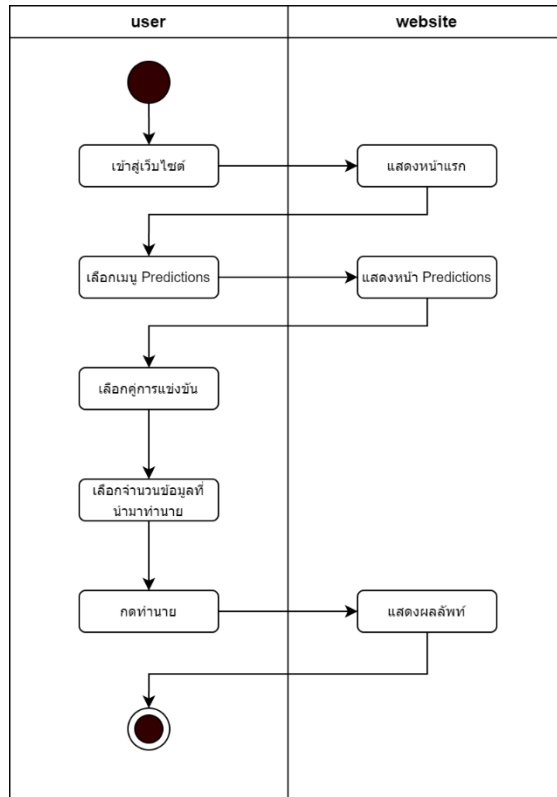 user
website
เข้าสู่เว็บไซต์
แสดงหน้าแรก
เลือกเมนู Predictions
แสดงหน้า Predictions
เลือกคู่การแข่งขัน
เลือกจำนวนข้อมูลที่
นำมาทำนาย
กดทำนาย
แสดงผลลัพท์